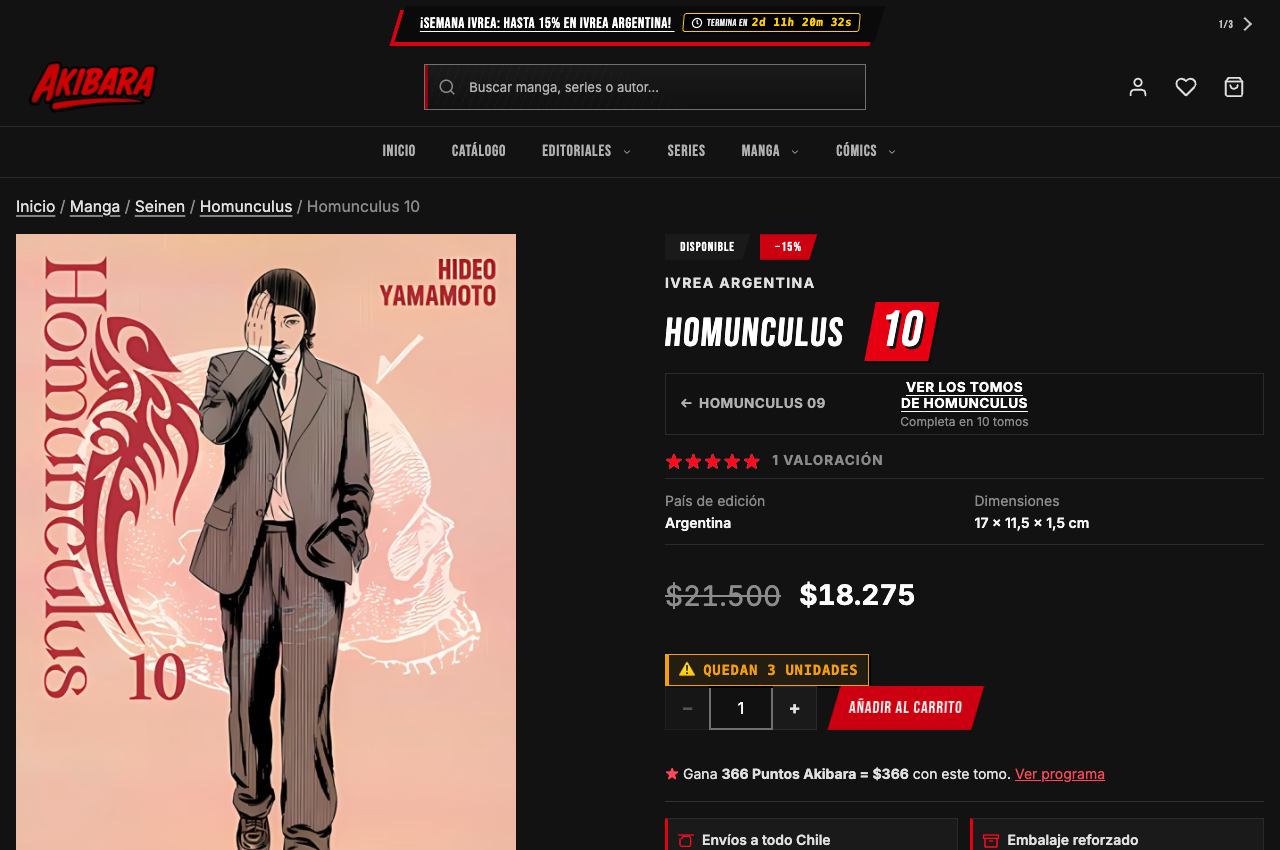 ¡SEMANA IVREA: HASTA 15% EN IVREA ARGENTINA! TERMINA EN 2d 11h 20m 32s
1/3
AKIBARA
Buscar manga, series o autor...
INICIO CATÁLOGO EDITORIALES SERIES MANGA CÓMICS
Inicio / Manga / Seinen / Homunculus / Homunculus 10
Homunculus
10
HIDEO
YAMAMOTO
DISPONIBLE −15%
IVREA ARGENTINA
HOMUNCULUS 10
← HOMUNCULUS 09
VER LOS TOMOS
DE HOMUNCULUS
Completa en 10 tomos
1 VALORACIÓN
País de edición
Argentina
Dimensiones
17 × 11,5 × 1,5 cm
$21.500 $18.275
QUEDAN 3 UNIDADES
− 1 + AÑADIR AL CARRITO
Gana 366 Puntos Akibara = $366 con este tomo. Ver programa
Envíos a todo Chile
Embalaje reforzado